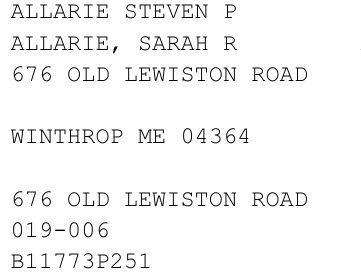 ALLARIE STEVEN P
ALLARIE, SARAH R
676 OLD LEWISTON ROAD
WINTHROP ME 04364
676 OLD LEWISTON ROAD
019-006
B11773P251